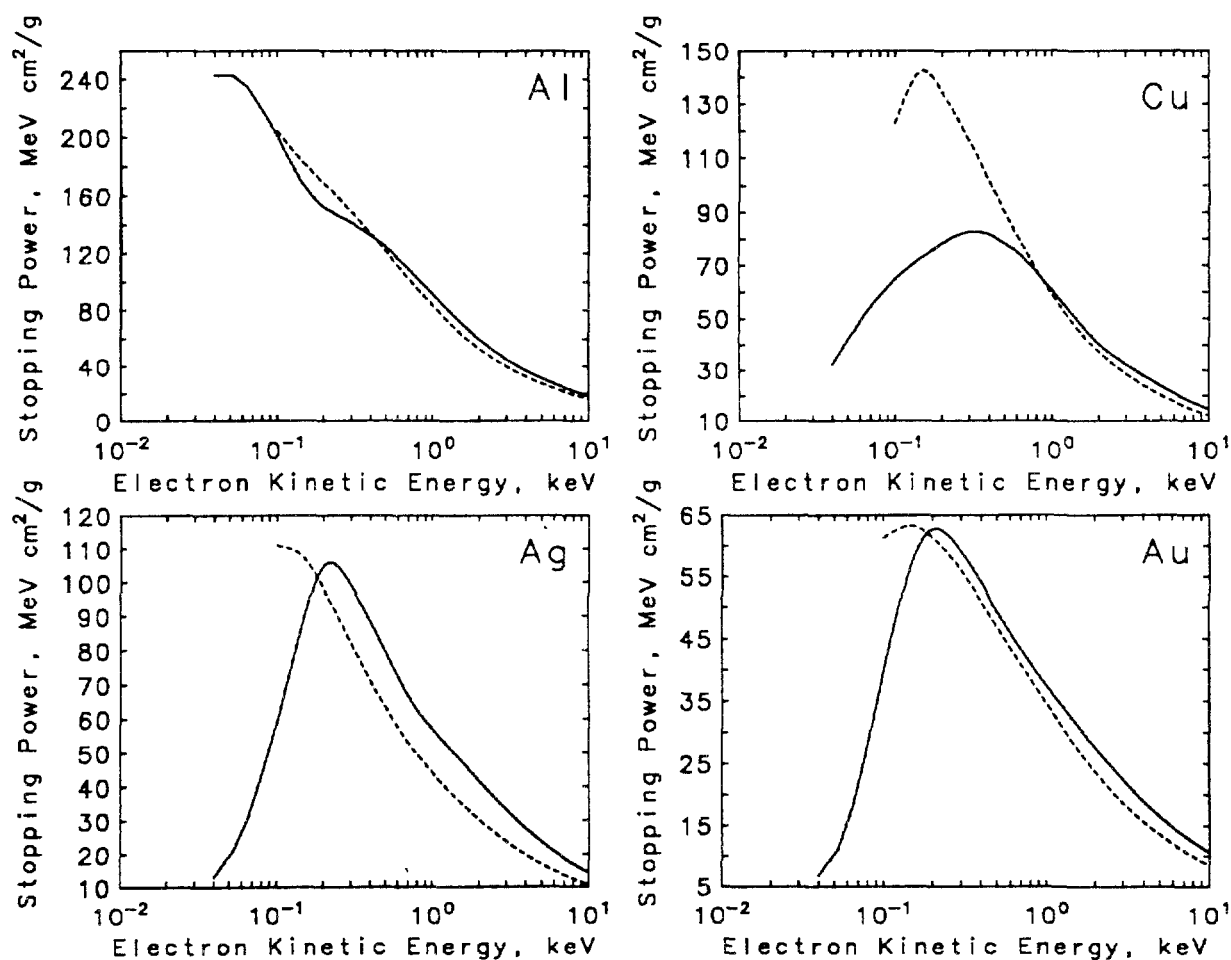 Al
Stopping Power, MeV cm²/g
240
200
160
120
80
40
0
10⁻² 10⁻¹ 10⁰ 10¹
Electron Kinetic Energy, keV
Cu
Stopping Power, MeV cm²/g
150
130
110
90
70
50
30
10
10⁻² 10⁻¹ 10⁰ 10¹
Electron Kinetic Energy, keV
Ag
Stopping Power, MeV cm²/g
120
110
100
90
80
70
60
50
40
30
20
10
10⁻² 10⁻¹ 10⁰ 10¹
Electron Kinetic Energy, keV
Au
Stopping Power, MeV cm²/g
65
55
45
35
25
15
5
10⁻² 10⁻¹ 10⁰ 10¹
Electron Kinetic Energy, keV